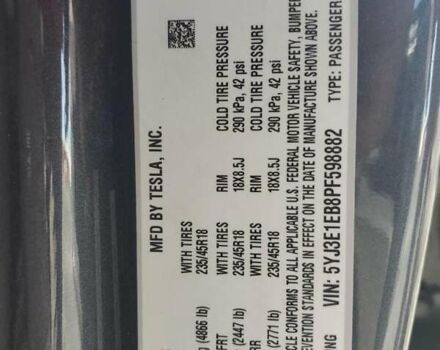 MFD BY TESLA, INC.
WITH TIRES RIM COLD TIRE PRESSURE
(4866 lb) 235/45R18 18X8.5J 290 kPa, 42 psi
FRT WITH TIRES RIM COLD TIRE PRESSURE
(2447 lb) 235/45R18 18X8.5J 290 kPa, 42 psi
RR WITH TIRES RIM COLD TIRE PRESSURE
(2771 lb) 235/45R18 18X8.5J 290 kPa, 42 psi
CONFORMS TO ALL APPLICABLE U.S. FEDERAL MOTOR VEHICLE SAFETY, BUMPER
STANDARDS IN EFFECT ON THE DATE OF MANUFACTURE SHOWN ABOVE.
VIN: 5YJ3E1EB8PF598882 TYPE: PASSENGER